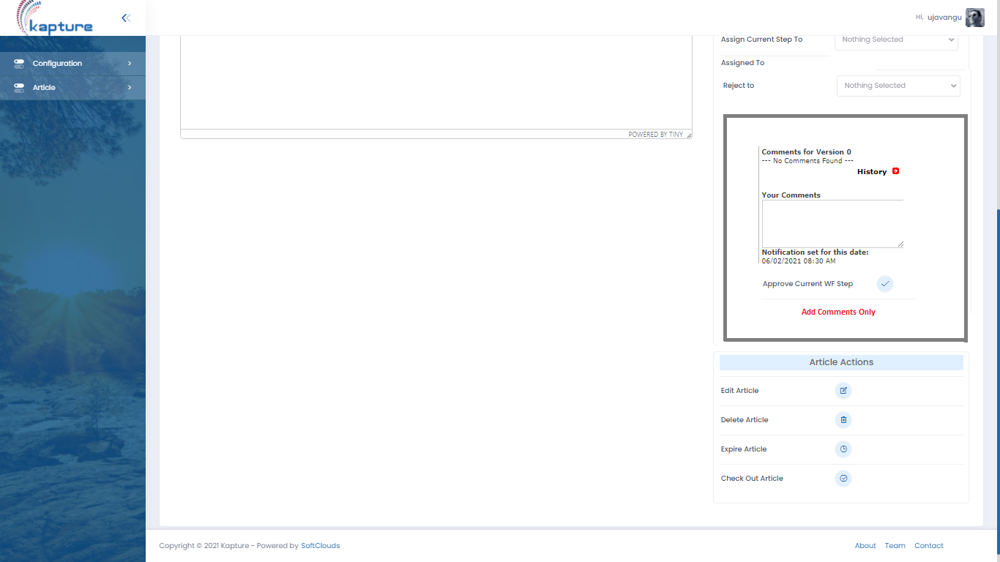 kapture
Hi, ujavangu
Configuration
Article
POWERED BY TINY
Assign Current Step To Nothing Selected
Assigned To
Reject to Nothing Selected
Comments for Version 0
--- No Comments Found ---
History
Your Comments
Notification set for this date:
06/02/2021 08:30 AM
Approve Current WF Step
Add Comments Only
Article Actions
Edit Article
Delete Article
Expire Article
Check Out Article
Copyright © 2021 Kapture - Powered by SoftClouds
About Team Contact